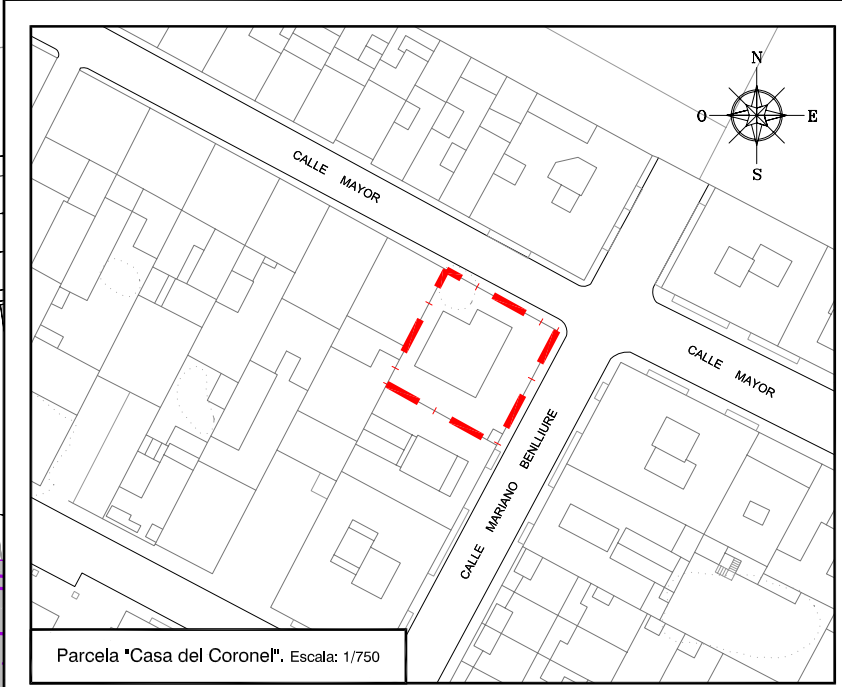 N
O
E
S
CALLE MAYOR
CALLE MAYOR
CALLE MARIANO BENLLIURE
Parcela "Casa del Coronel". Escala: 1/750